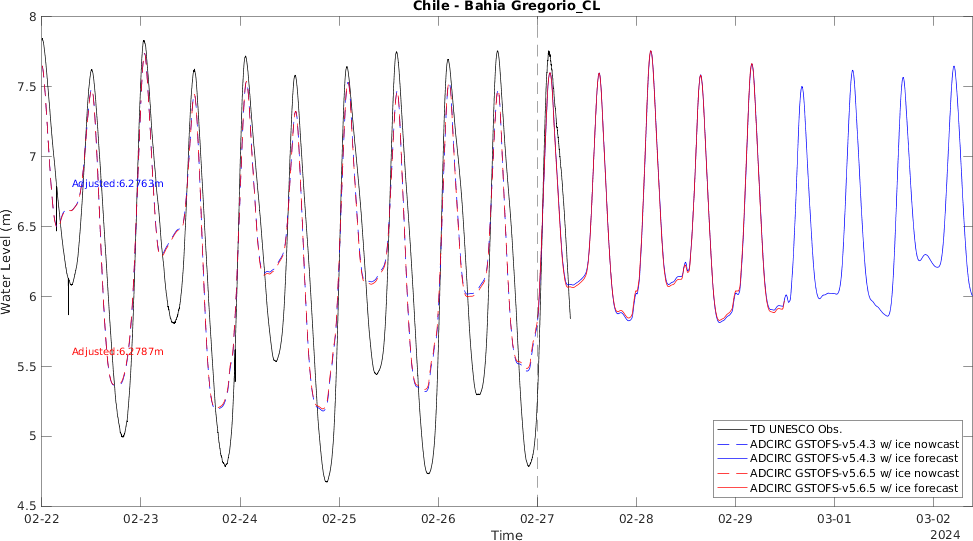 Chile - Bahia Gregorio_CL
8
7.5
7
6.5
6
5.5
5
4.5
Water Level (m)
Adjusted:6.2763m
Adjusted:6.2787m
TD UNESCO Obs.
ADCIRC GSTOFS-v5.4.3 w/ ice nowcast
ADCIRC GSTOFS-v5.4.3 w/ ice forecast
ADCIRC GSTOFS-v5.6.5 w/ ice nowcast
ADCIRC GSTOFS-v5.6.5 w/ ice forecast
02-22 02-23 02-24 02-25 02-26 02-27 02-28 02-29 03-01 03-02
2024
Time